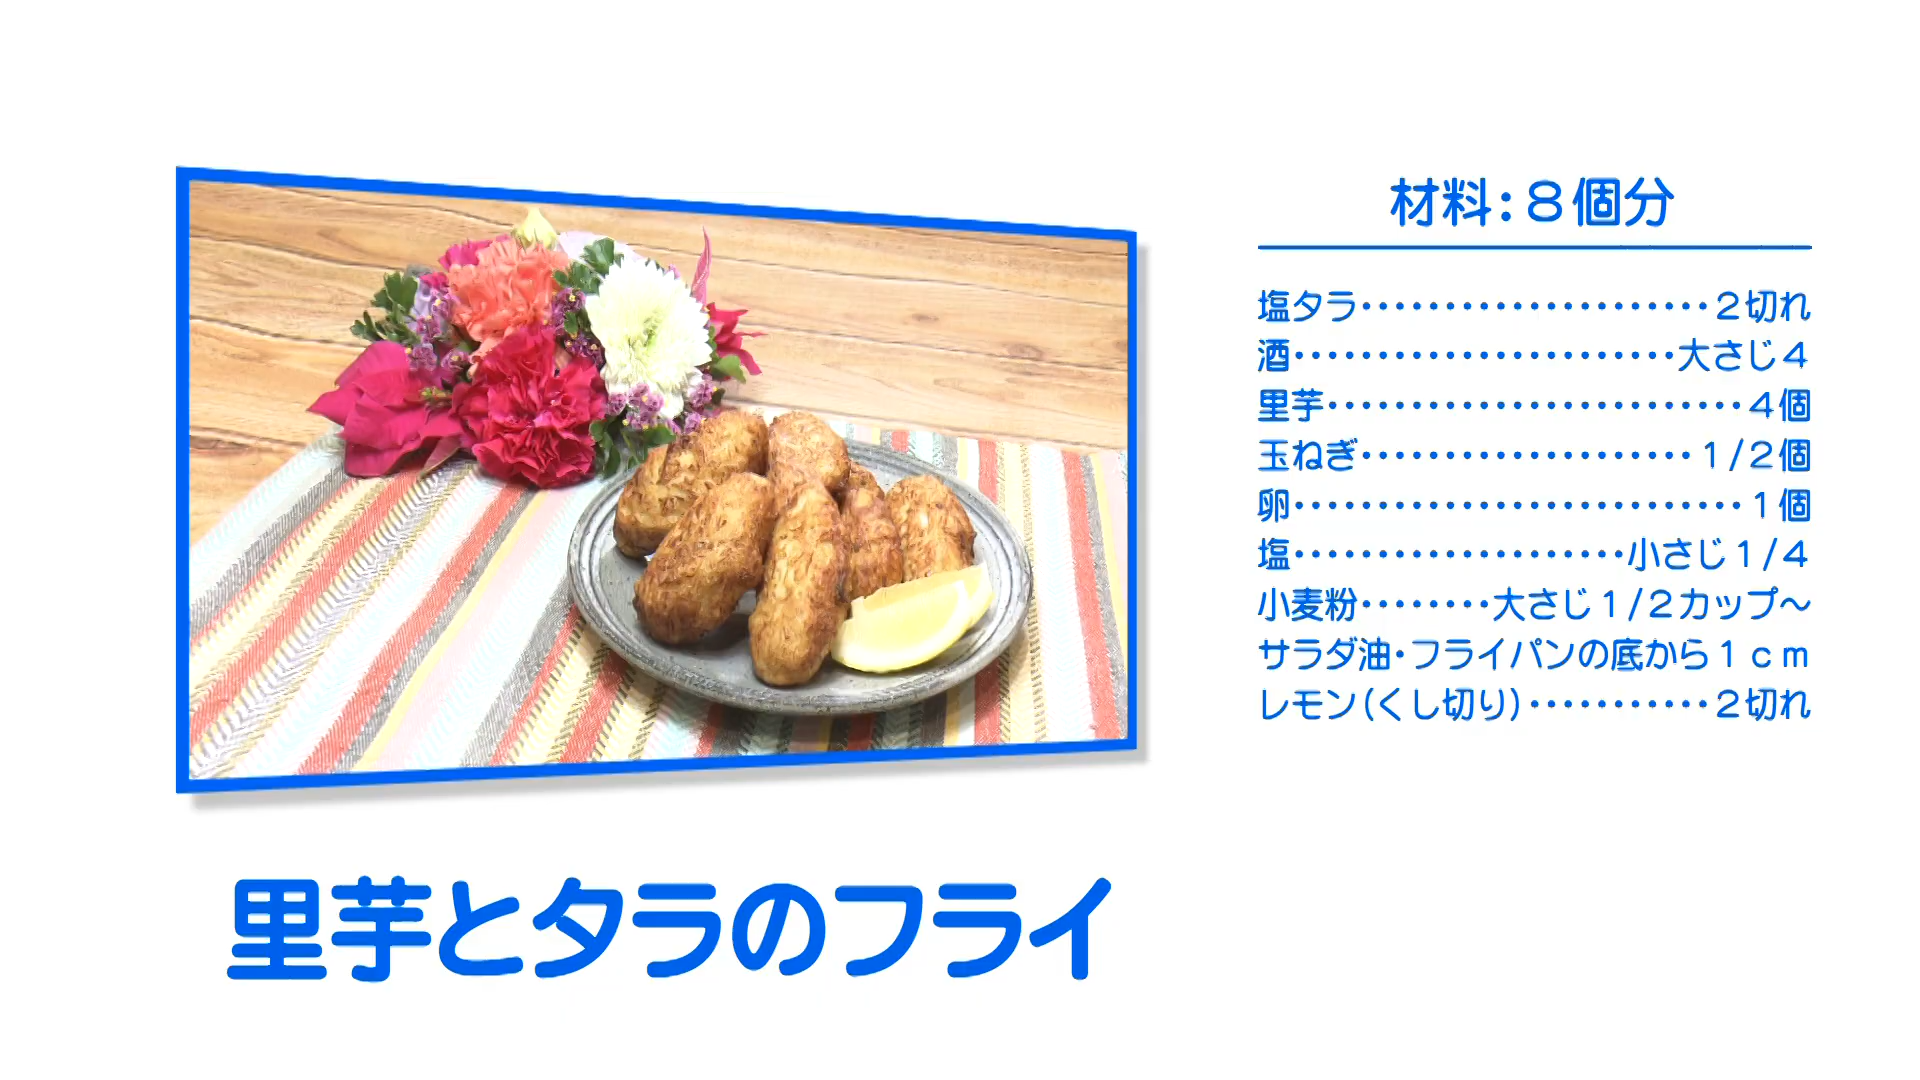 材料:８個分
塩タラ･････････････････････２切れ
酒･･･････････････････････大さじ４
里芋･････････････････････････４個
玉ねぎ････････････････････１/２個
卵･･･････････････････････････１個
塩････････････････････小さじ１/４
小麦粉････････大さじ１/２カップ～
サラダ油･フライパンの底から１ｃｍ
レモン(くし切り)･･･････････２切れ
里芋とタラのフライ